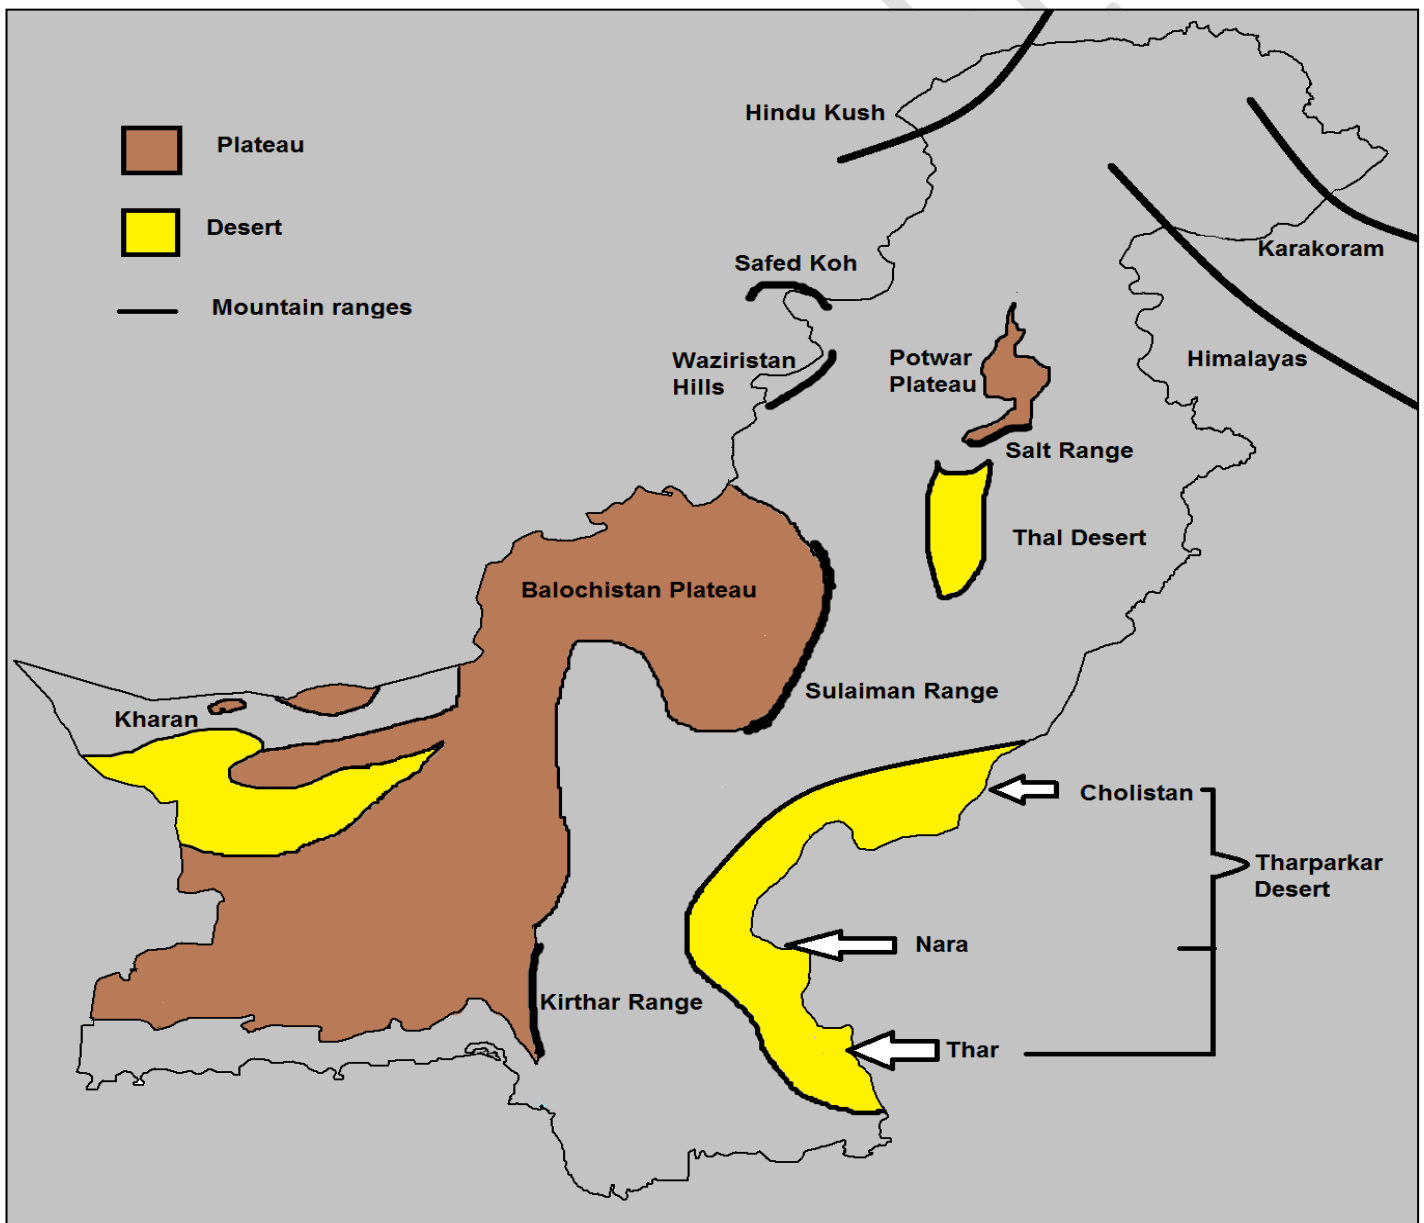 Hindu Kush
Plateau
Desert
Karakoram
Safed Koh
Mountain ranges
Waziristan
Hills
Potwar
Plateau
Himalayas
Salt Range
Thal Desert
Balochistan Plateau
Sulaiman Range
Kharan
Cholistan
Tharparkar
Desert
Nara
Kirthar Range
Thar